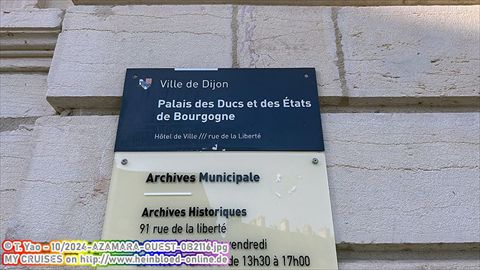 Ville de Dijon
Palais des Ducs et des États
de Bourgogne
Hôtel de Ville /// rue de la Liberté
Archives Municipale
Archives Historiques
91 rue de la liberté
vendredi
de 13h30 à 17h00
©T. Yao - 10/2024-AZAMARA-QUEST-082116.jpg
MY CRUISES on http://www.heinbloed-online.de